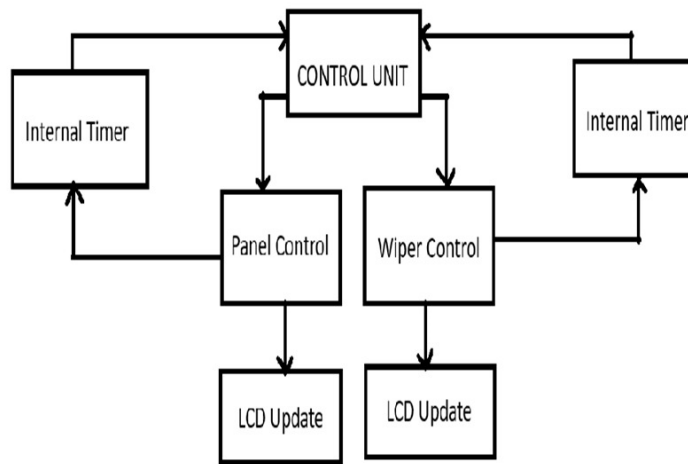 CONTROL UNIT
Internal Timer
Internal Timer
Panel Control
Wiper Control
LCD Update
LCD Update